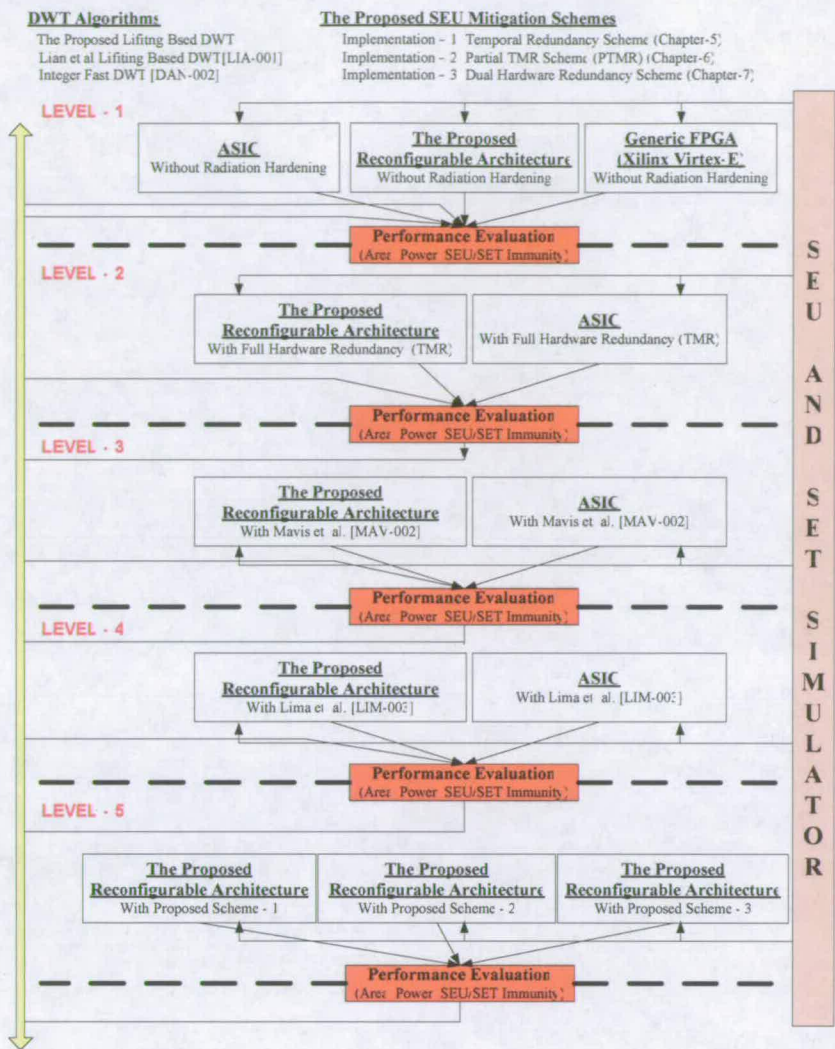 DWT Algorithms
The Proposed Lifitng Bsed DWT
Lian et al Lifiting Based DWT[LIA-001]
Integer Fast DWT [DAN-002]
The Proposed SEU Mitigation Schemes
Implementation - 1 Temporal Redundancy Scheme (Chapter-5)
Implementation - 2 Partial TMR Scheme (PTMR) (Chapter-6)
Implementation - 3 Dual Hardware Redundancy Scheme (Chapter-7)
LEVEL - 1
ASIC
Without Radiation Hardening
The Proposed
Reconfigurable Architecture
Without Radiation Hardening
Generic FPGA
(Xilinx Virtex-E)
Without Radiation Hardening
Performance Evaluation
(Area Power SEU/SET Immunity)
LEVEL - 2
The Proposed
Reconfigurable Architecture
With Full Hardware Redundancy (TMR)
ASIC
With Full Hardware Redundancy (TMR)
Performance Evaluation
(Area Power SEU/SET Immunity)
LEVEL - 3
The Proposed
Reconfigurable Architecture
With Mavis et al. [MAV-002]
ASIC
With Mavis et al. [MAV-002]
Performance Evaluation
(Area Power SEU/SET Immunity)
LEVEL - 4
The Proposed
Reconfigurable Architecture
With Lima et al. [LIM-003]
ASIC
With Lima et al. [LIM-003]
Performance Evaluation
(Area Power SEU/SET Immunity)
LEVEL - 5
The Proposed
Reconfigurable Architecture
With Proposed Scheme - 1
The Proposed
Reconfigurable Architecture
With Proposed Scheme - 2
The Proposed
Reconfigurable Architecture
With Proposed Scheme - 3
Performance Evaluation
(Area Power SEU/SET Immunity)
SEU AND SET SIMULATOR